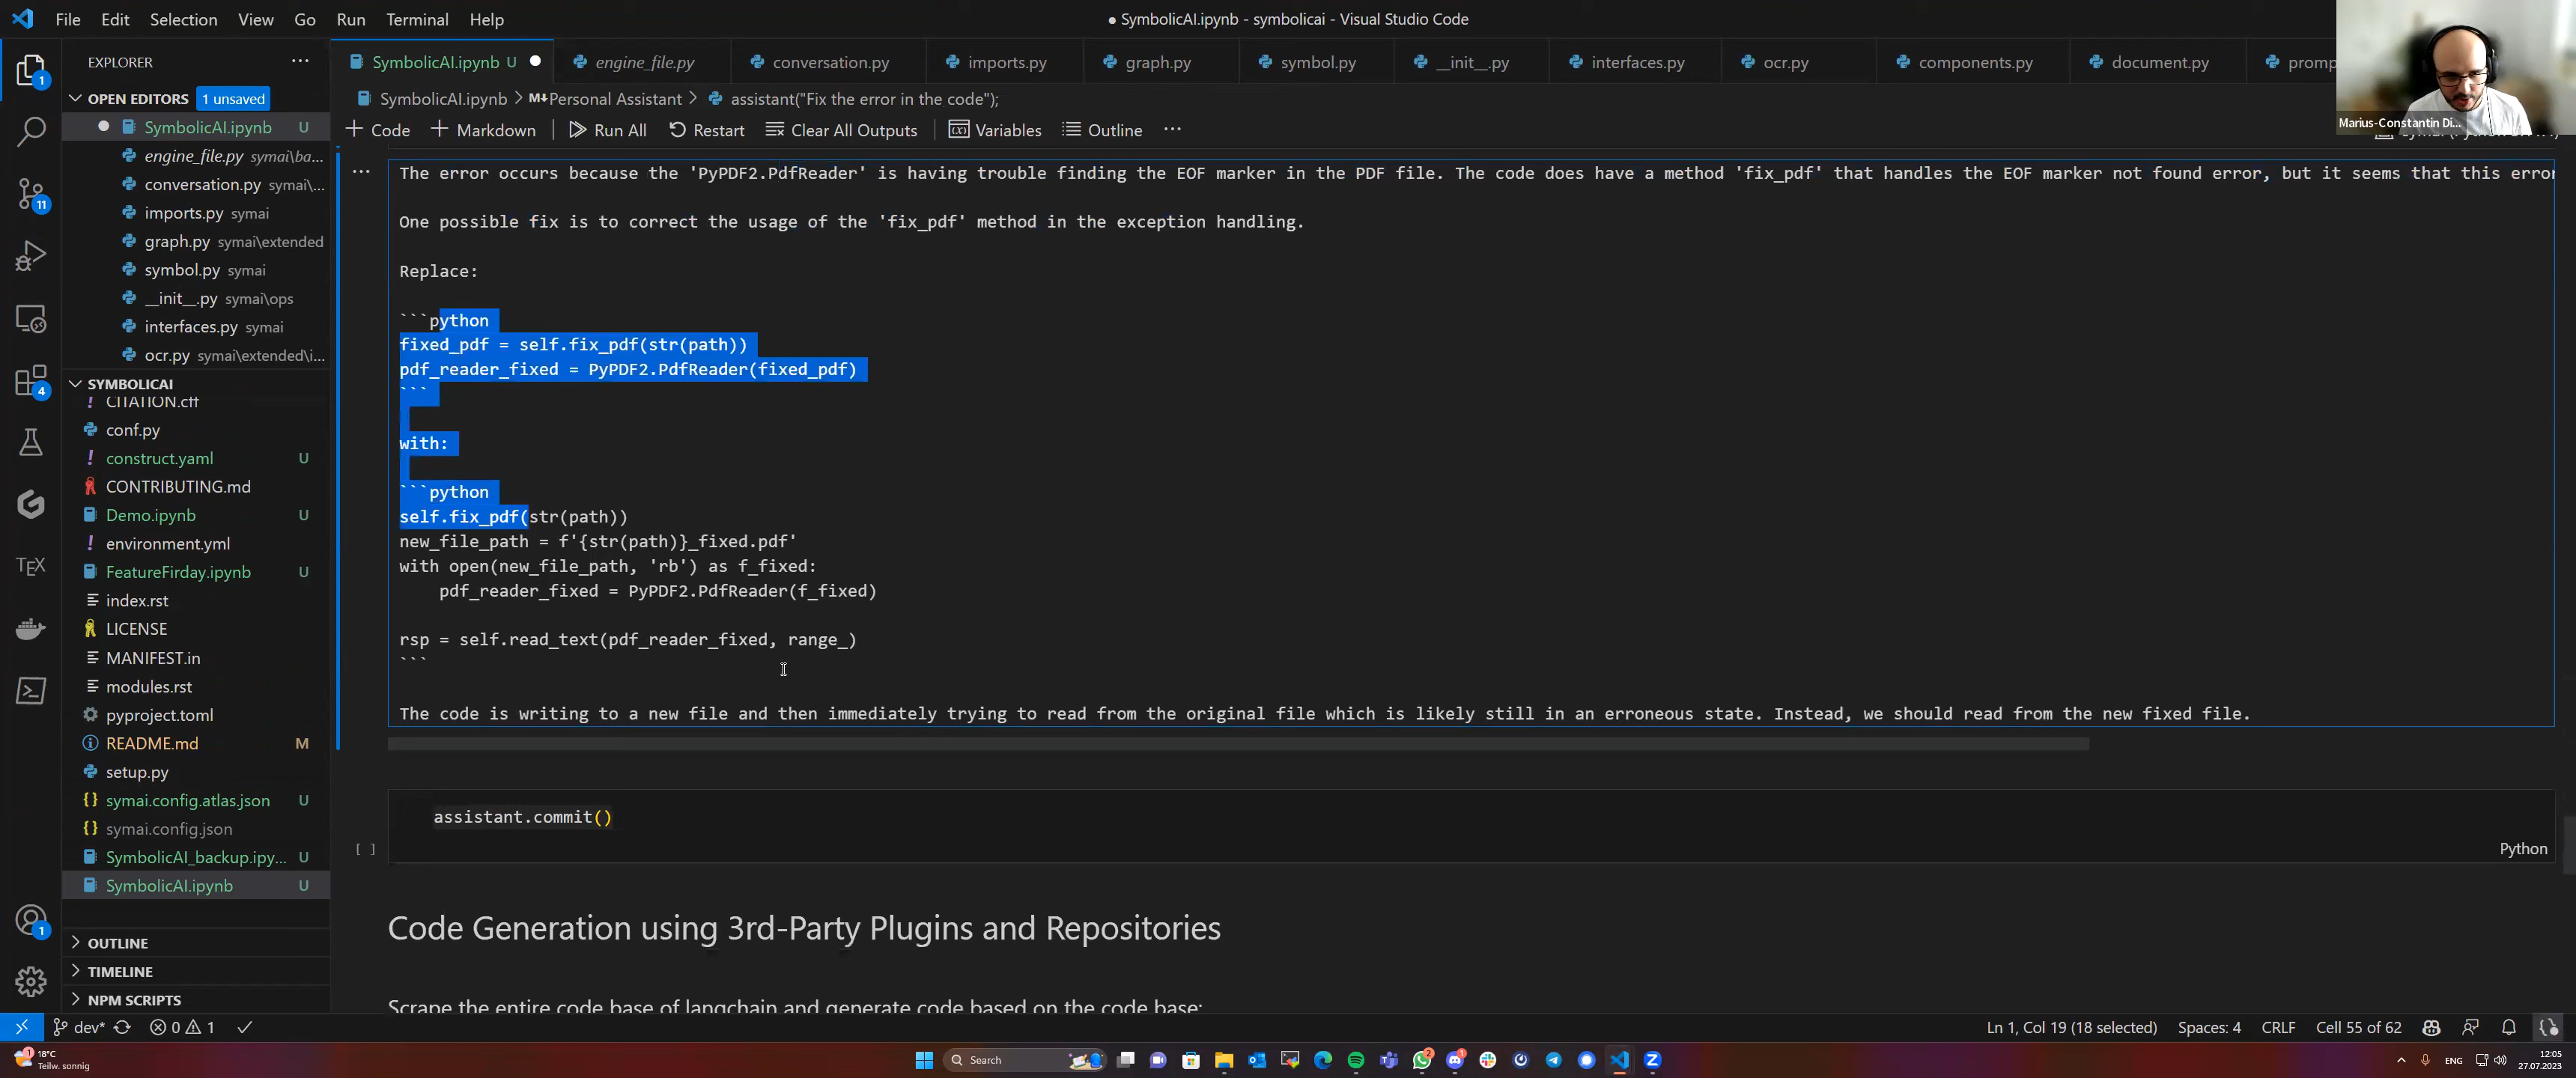 File Edit Selection View Go Run Terminal Help
● SymbolicAI.ipynb - symbolicai - Visual Studio Code
EXPLORER ...
SymbolicAI.ipynb U ●
engine_file.py
conversation.py
imports.py
graph.py
symbol.py
__init__.py
interfaces.py
ocr.py
components.py
document.py
promp
Marius-Constantin Di...
OPEN EDITORS 1 unsaved
SymbolicAI.ipynb U
engine_file.py symai\ba...
conversation.py symai\...
imports.py symai
graph.py symai\extended
symbol.py symai
__init__.py symai\ops
interfaces.py symai
ocr.py symai\extended\i...
SYMBOLICAI
CITATION.cff
conf.py
construct.yaml U
CONTRIBUTING.md
Demo.ipynb U
environment.yml
FeatureFirday.ipynb U
index.rst
LICENSE
MANIFEST.in
modules.rst
pyproject.toml
README.md M
setup.py
symai.config.atlas.json U
symai.config.json
SymbolicAI_backup.ipy... U
SymbolicAI.ipynb U
OUTLINE
TIMELINE
NPM SCRIPTS
1
11
4
TEX
1
SymbolicAI.ipynb > M↓Personal Assistant > assistant("Fix the error in the code");
+ Code + Markdown Run All Restart Clear All Outputs Variables Outline ...
...
The error occurs because the 'PyPDF2.PdfReader' is having trouble finding the EOF marker in the PDF file. The code does have a method 'fix_pdf' that handles the EOF marker not found error, but it seems that this error
One possible fix is to correct the usage of the 'fix_pdf' method in the exception handling.
Replace:
```python
fixed_pdf = self.fix_pdf(str(path))
pdf_reader_fixed = PyPDF2.PdfReader(fixed_pdf)
```
with:
```python
self.fix_pdf(str(path))
new_file_path = f'{str(path)}_fixed.pdf'
with open(new_file_path, 'rb') as f_fixed:
    pdf_reader_fixed = PyPDF2.PdfReader(f_fixed)
rsp = self.read_text(pdf_reader_fixed, range_)
```
The code is writing to a new file and then immediately trying to read from the original file which is likely still in an erroneous state. Instead, we should read from the new fixed file.
assistant.commit()
[ ]
Python
Code Generation using 3rd-Party Plugins and Repositories
Scrape the entire code base of langchain and generate code based on the code base:
dev* 0 1
Ln 1, Col 19 (18 selected) Spaces: 4 CRLF Cell 55 of 62
1
18°C
Teilw. sonnig
Search
2
1
ENG
12:05
27.07.2023